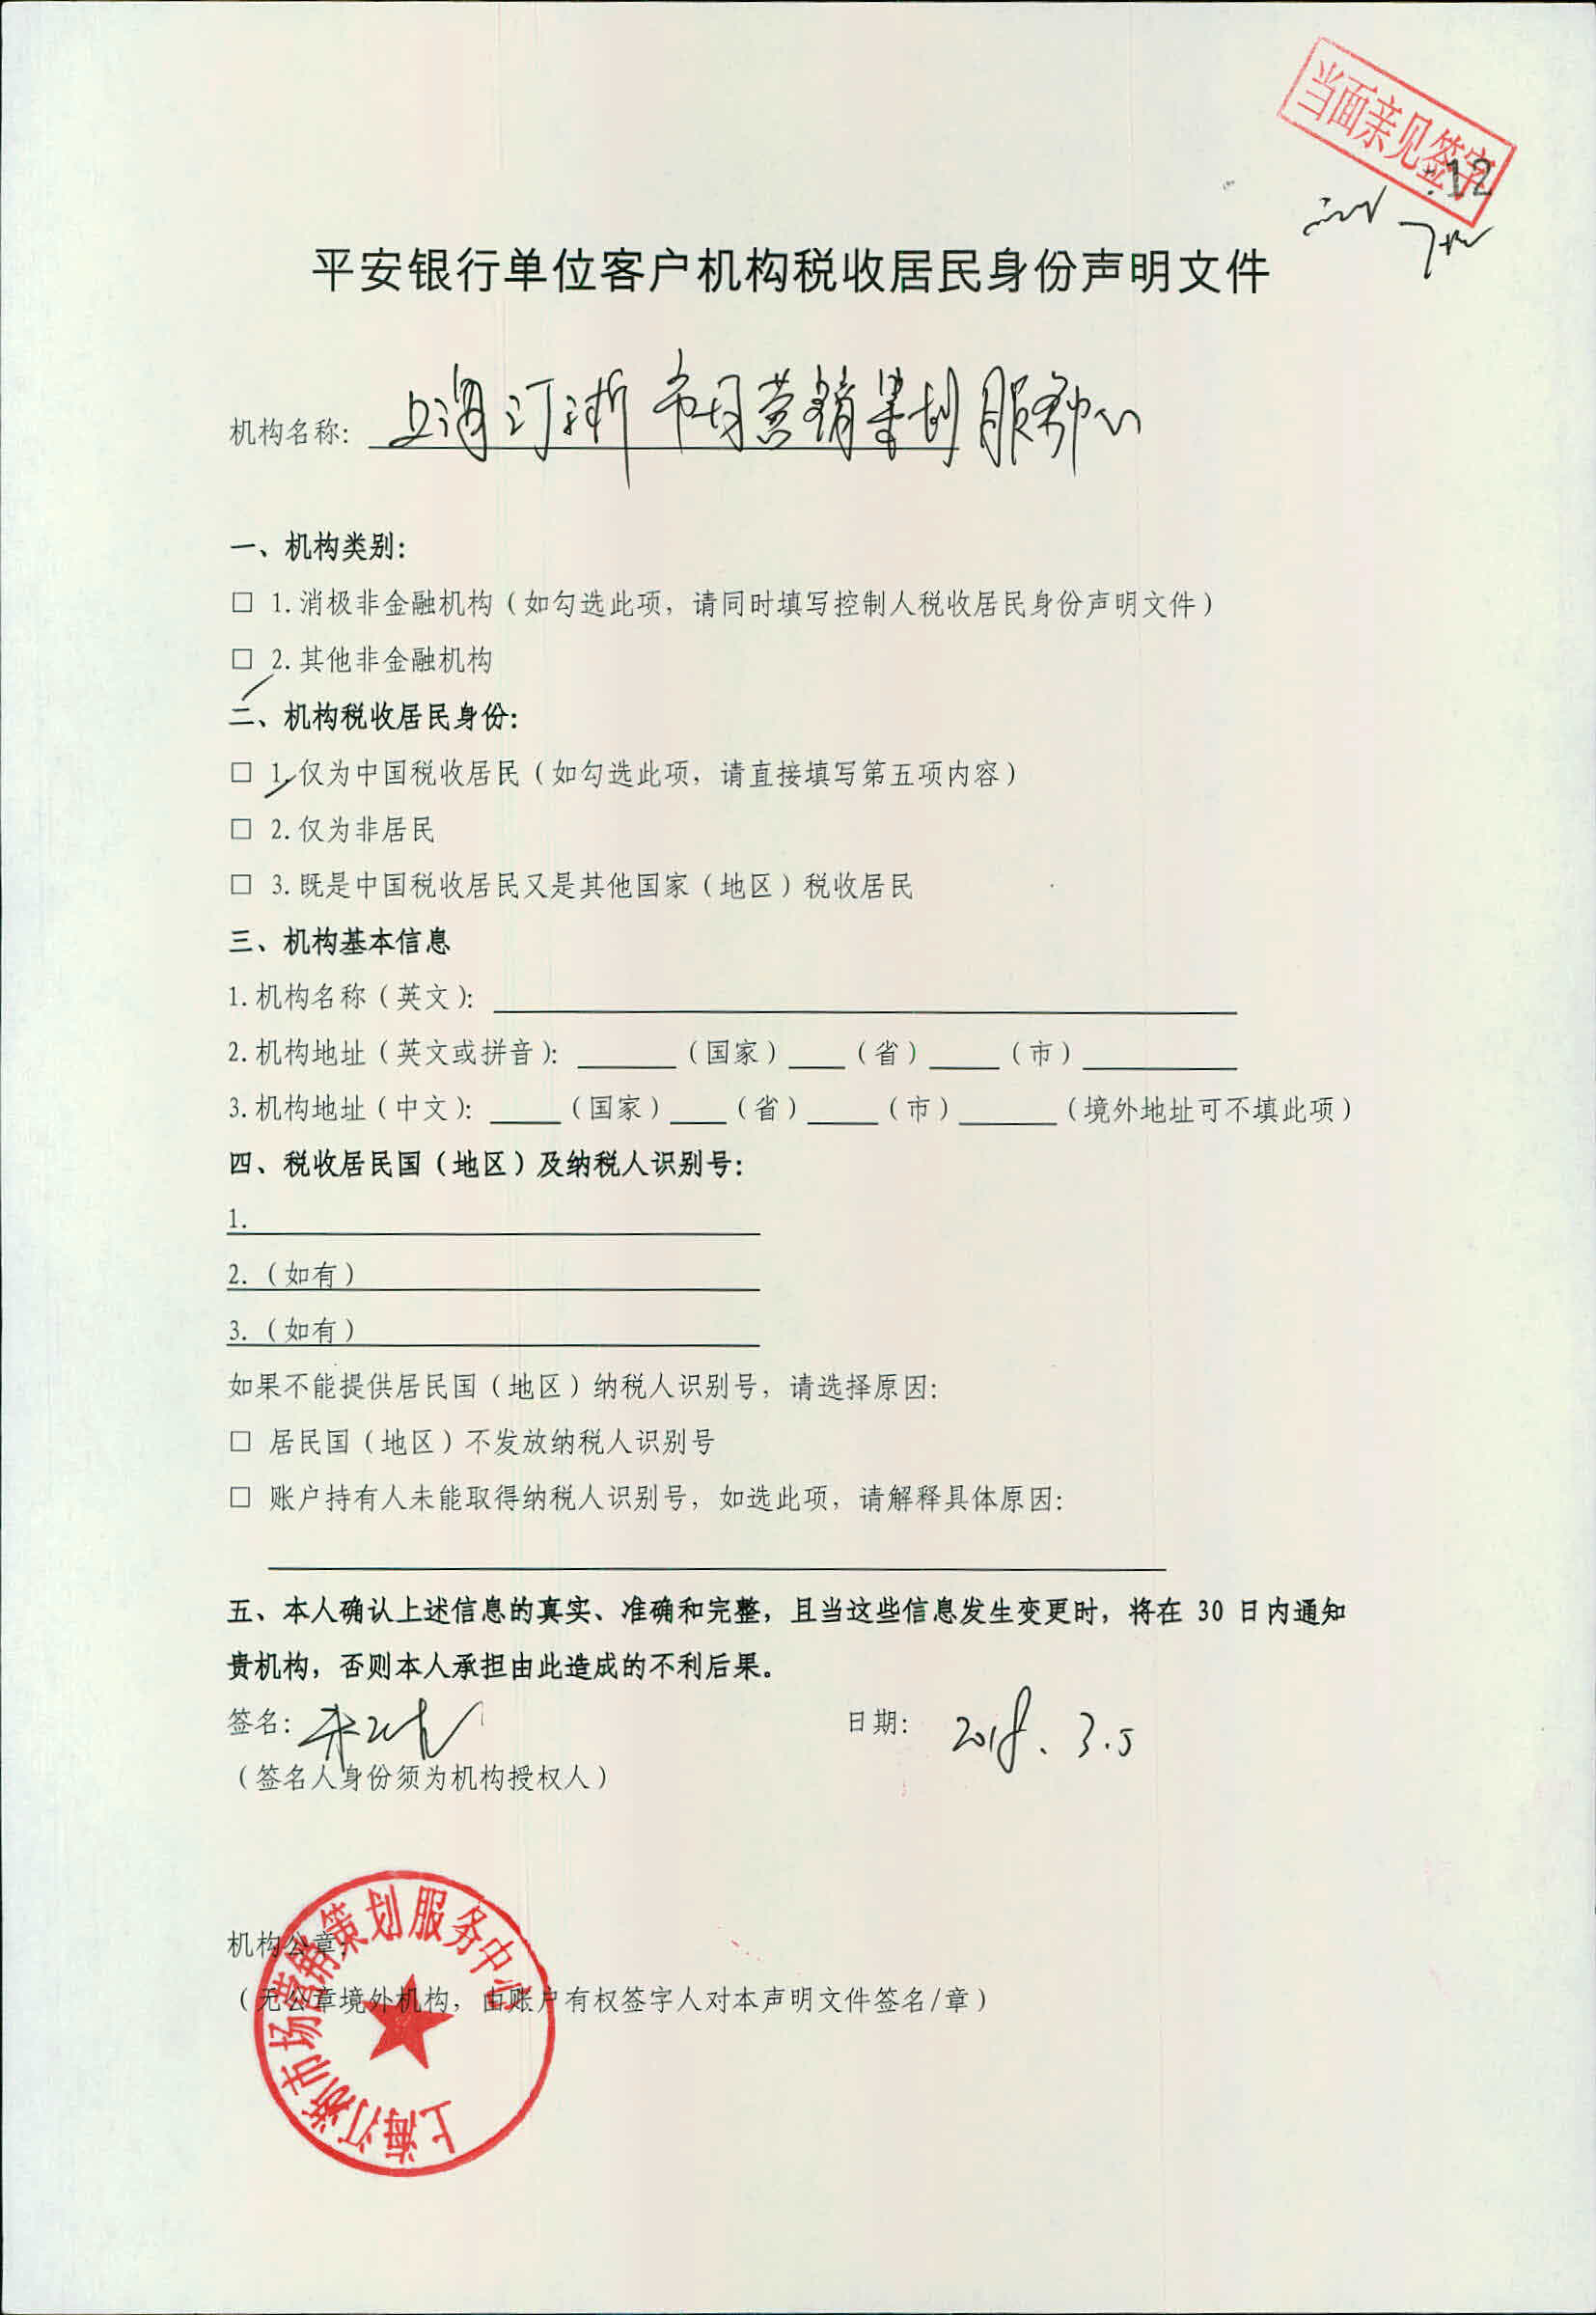 当面亲见签字
:12
平安银行单位客户机构税收居民身份声明文件
机构名称: 上海汀淅市场营销策划服务中心
一、机构类别:
□ 1.消极非金融机构(如勾选此项,请同时填写控制人税收居民身份声明文件)
□ 2.其他非金融机构
二、机构税收居民身份:
□ 1.仅为中国税收居民(如勾选此项,请直接填写第五项内容)
□ 2.仅为非居民
□ 3.既是中国税收居民又是其他国家(地区)税收居民
三、机构基本信息
1.机构名称(英文):
2.机构地址(英文或拼音): (国家) (省) (市)
3.机构地址(中文): (国家) (省) (市) (境外地址可不填此项)
四、税收居民国(地区)及纳税人识别号:
1.
2.(如有)
3.(如有)
如果不能提供居民国(地区)纳税人识别号,请选择原因:
□ 居民国(地区)不发放纳税人识别号
□ 账户持有人未能取得纳税人识别号,如选此项,请解释具体原因:
五、本人确认上述信息的真实、准确和完整,且当这些信息发生变更时,将在 30 日内通知
贵机构,否则本人承担由此造成的不利后果。
签名: 日期: 2018.3.5
(签名人身份须为机构授权人)
机构公章:
(无公章境外机构,由账户有权签字人对本声明文件签名/章)
上海汀淅市场营销策划服务中心